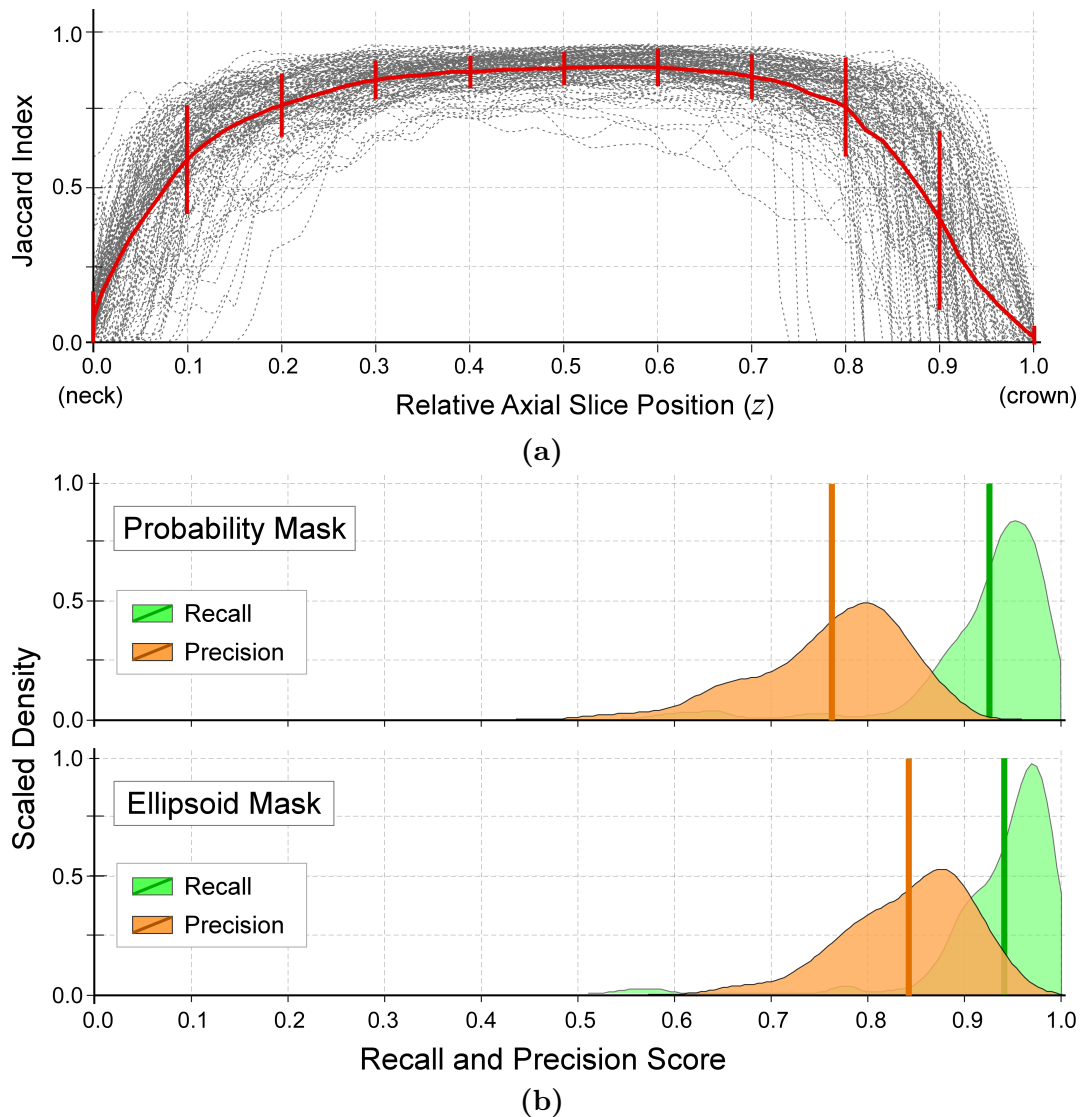 1.0
0.5
0.0
Jaccard Index
0.0 0.1 0.2 0.3 0.4 0.5 0.6 0.7 0.8 0.9 1.0
(neck) (crown)
Relative Axial Slice Position (z)
(a)
1.0
Probability Mask
0.5
Recall
Precision
0.0
Scaled Density
1.0
Ellipsoid Mask
0.5
Recall
Precision
0.0
0.0 0.1 0.2 0.3 0.4 0.5 0.6 0.7 0.8 0.9 1.0
Recall and Precision Score
(b)